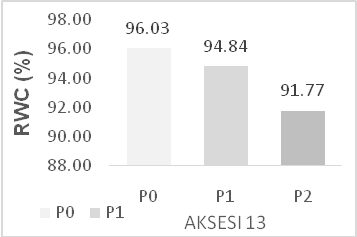 98.00
96.00
94.00
92.00
90.00
88.00
RWC (%)
96.03
94.84
91.77
P0 P1 P2
P0 P1
AKSESI 13